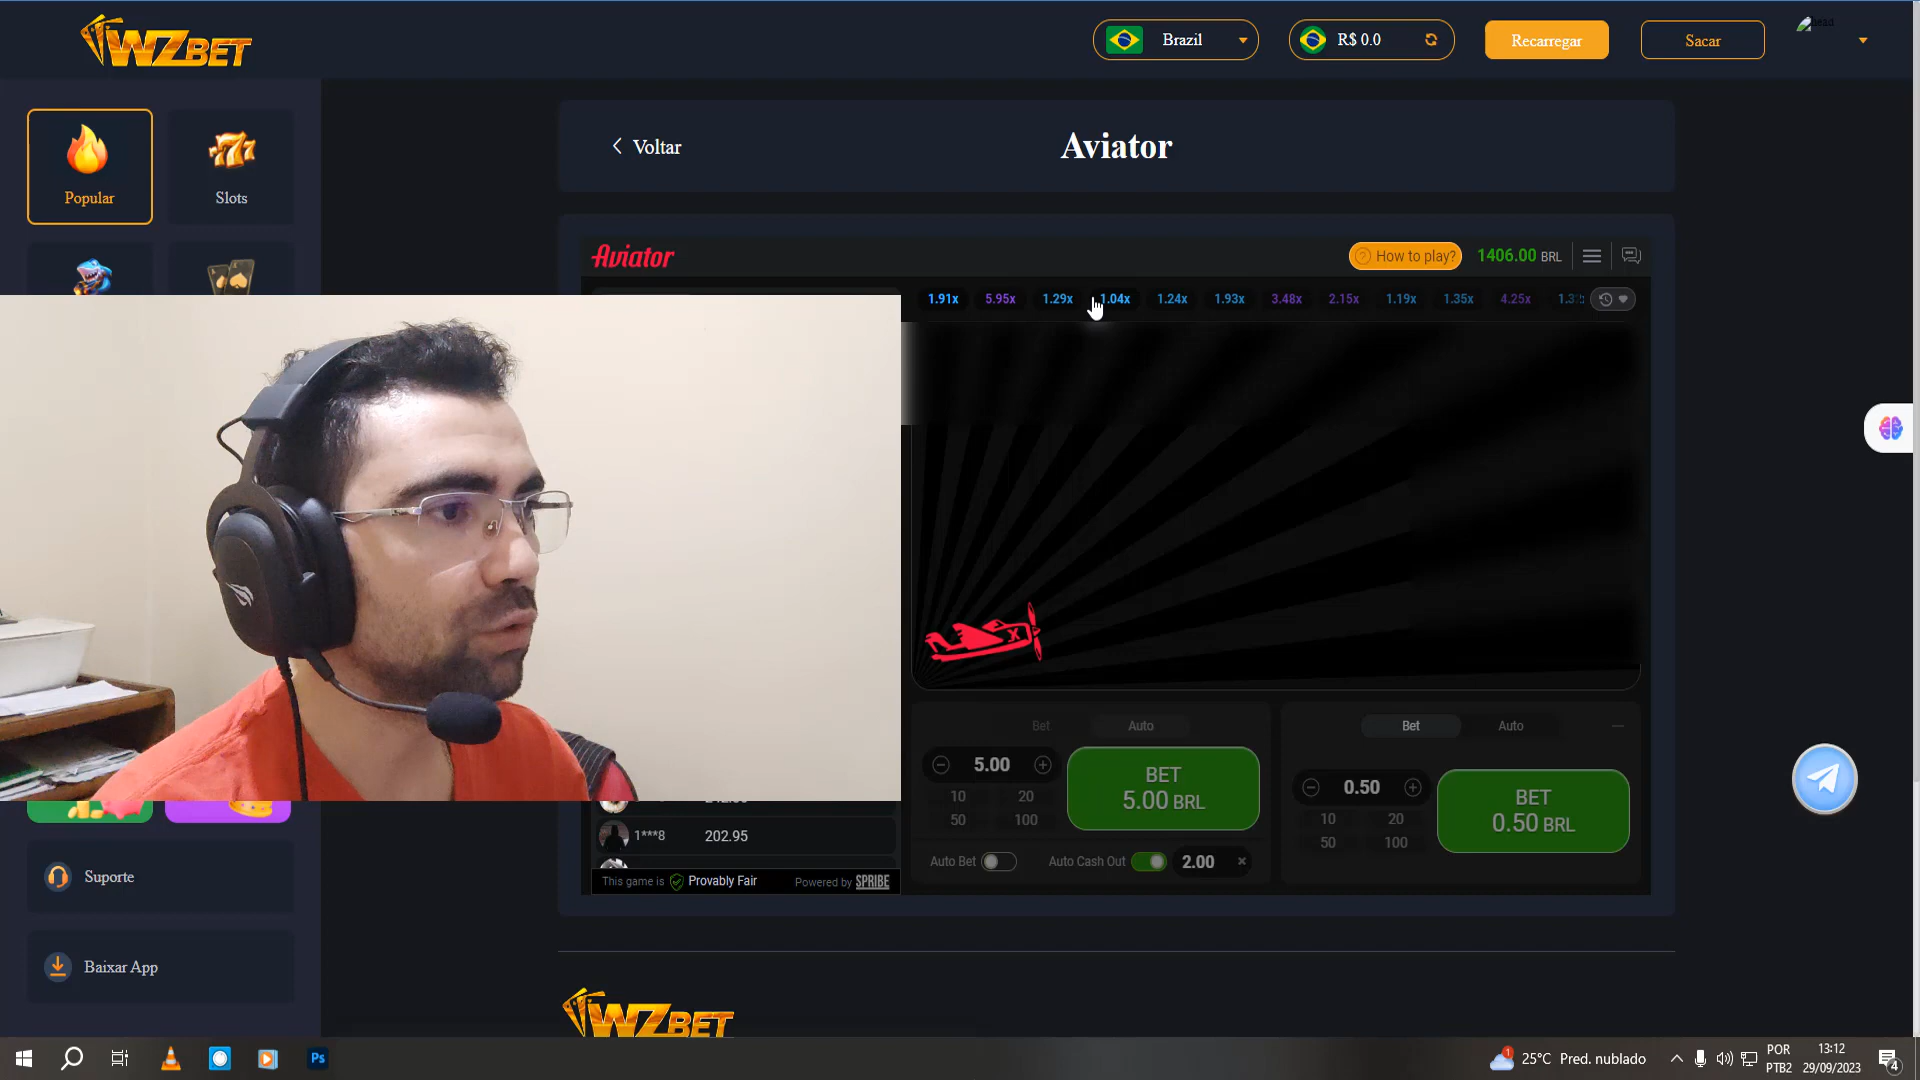 WZBET
Brazil
R$ 0.0
Recarregar
Sacar
head
Popular
Slots
Voltar
Aviator
Aviator
How to play?
1406.00 BRL
1.91x 5.95x 1.29x 1.04x 1.24x 1.93x 3.48x 2.15x 1.19x 1.35x 4.25x
X
Bet Auto
5.00
10 20
50 100
BET
5.00 BRL
Auto Bet
Auto Cash Out
2.00
Bet Auto
0.50
10 20
50 100
BET
0.50 BRL
1***8 202.95
This game is Provably Fair Powered by SPRIBE
Suporte
Baixar App
WZBET
Ps
1
25°C Pred. nublado
POR
PTB2
13:12
29/09/2023
4